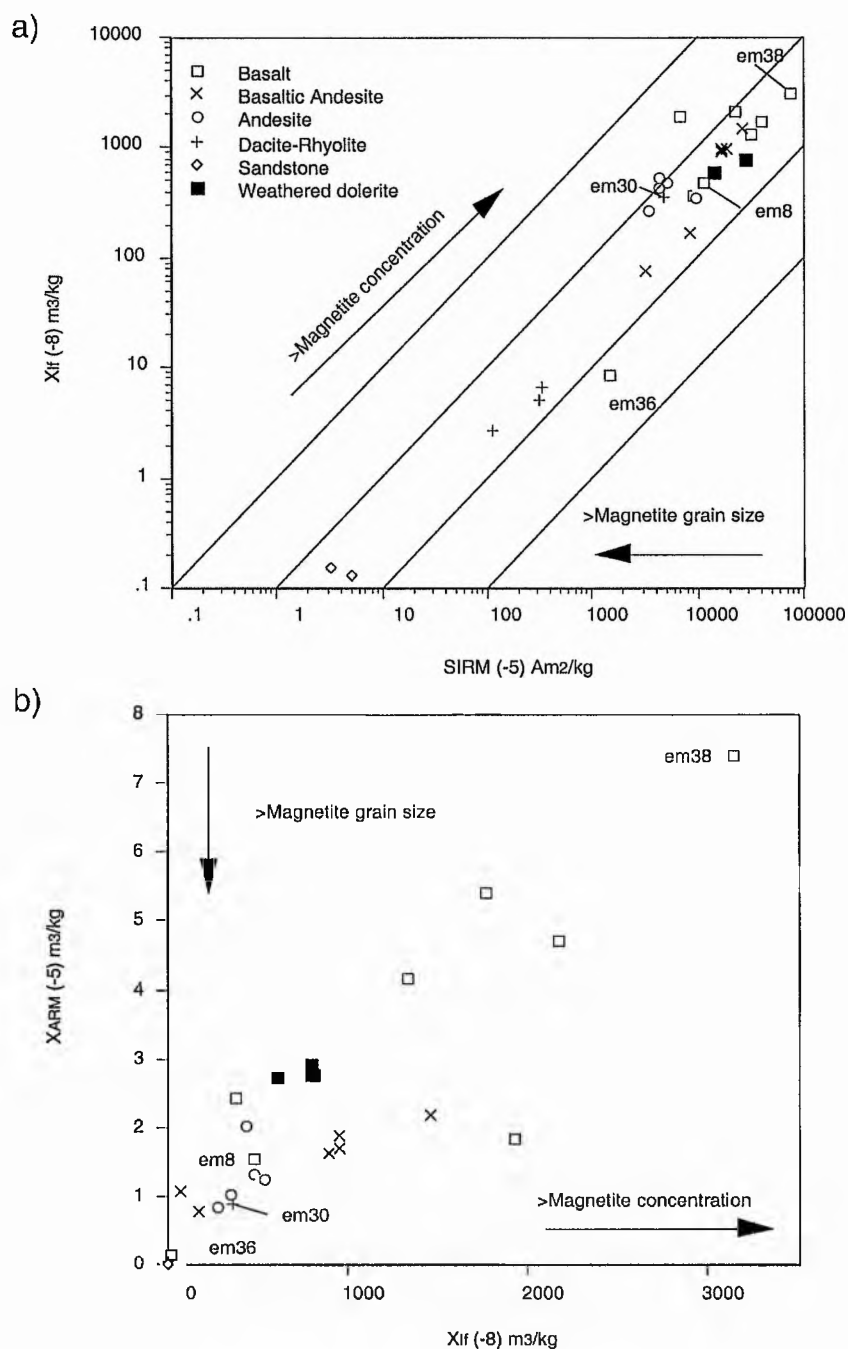 a)
10000
1000
100
10
1
.1
Xlf (-8) m3/kg
Basalt
Basaltic Andesite
Andesite
Dacite-Rhyolite
Sandstone
Weathered dolerite
>Magnetite concentration
em38
em30
em8
em36
>Magnetite grain size
.1 1 10 100 1000 10000 100000
SIRM (-5) Am2/kg
b)
8
7
6
5
4
3
2
1
0
XARM (-5) m3/kg
em38
>Magnetite grain size
em8
em30
em36
>Magnetite concentration
0 1000 2000 3000
Xlf (-8) m3/kg